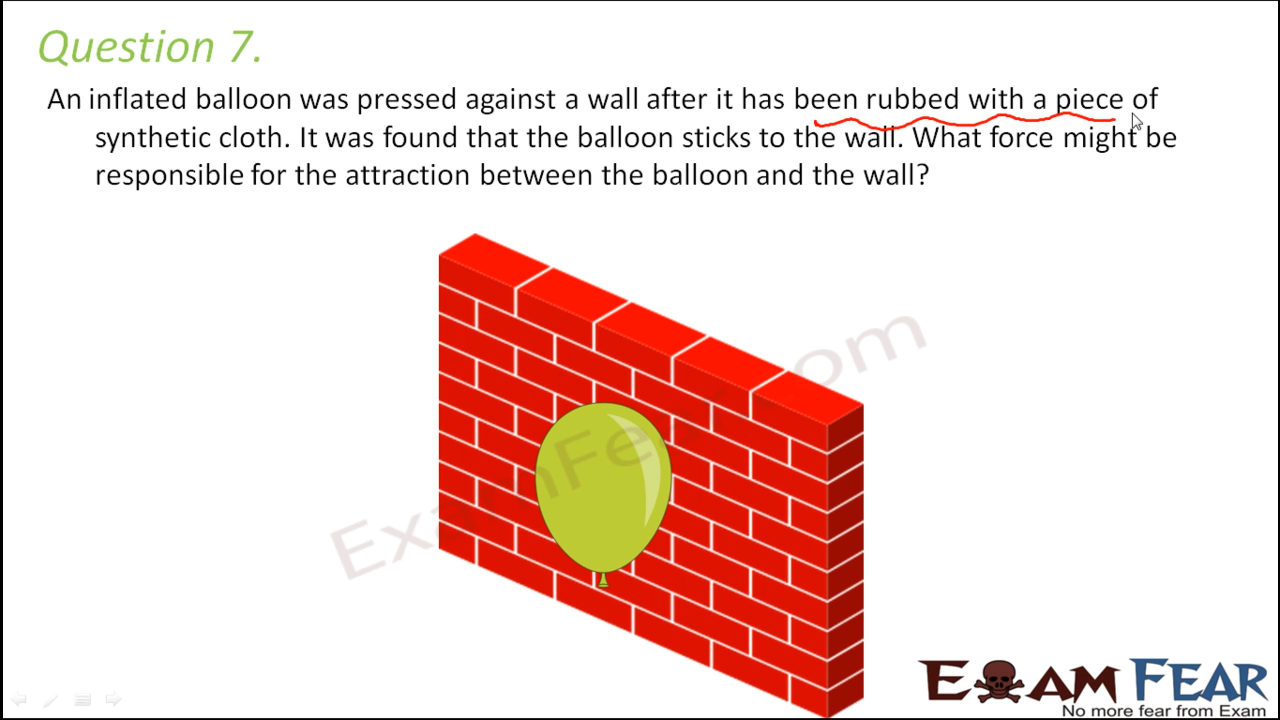 Question 7.
An inflated balloon was pressed against a wall after it has been rubbed with a piece of
synthetic cloth. It was found that the balloon sticks to the wall. What force might be
responsible for the attraction between the balloon and the wall?
ExamFear.com
EXAMFEAR
No more fear from Exam